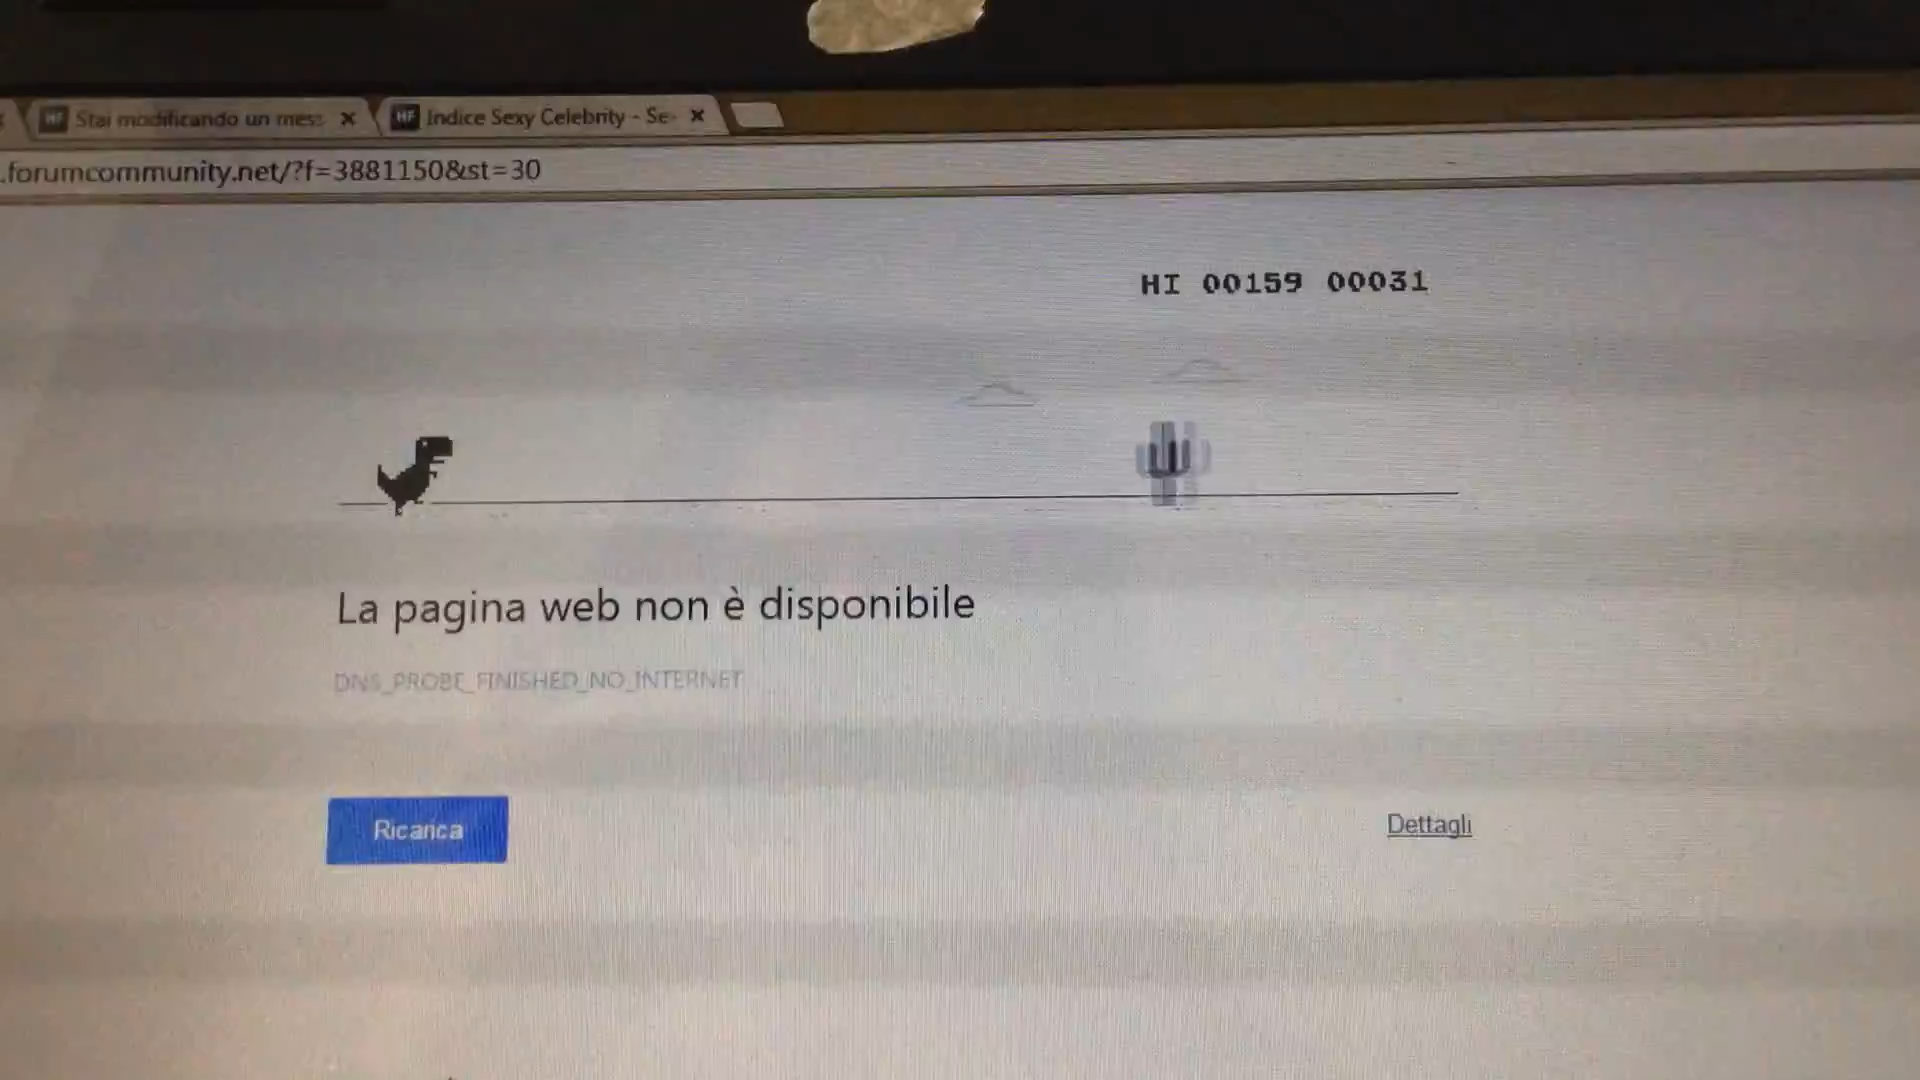 Stai modificando un mess
Indice Sexy Celebrity - Se
.forumcommunity.net/?f=3881150&st=30
HI 00159 00031
La pagina web non è disponibile
DNS_PROBE_FINISHED_NO_INTERNET
Ricarica
Dettagli